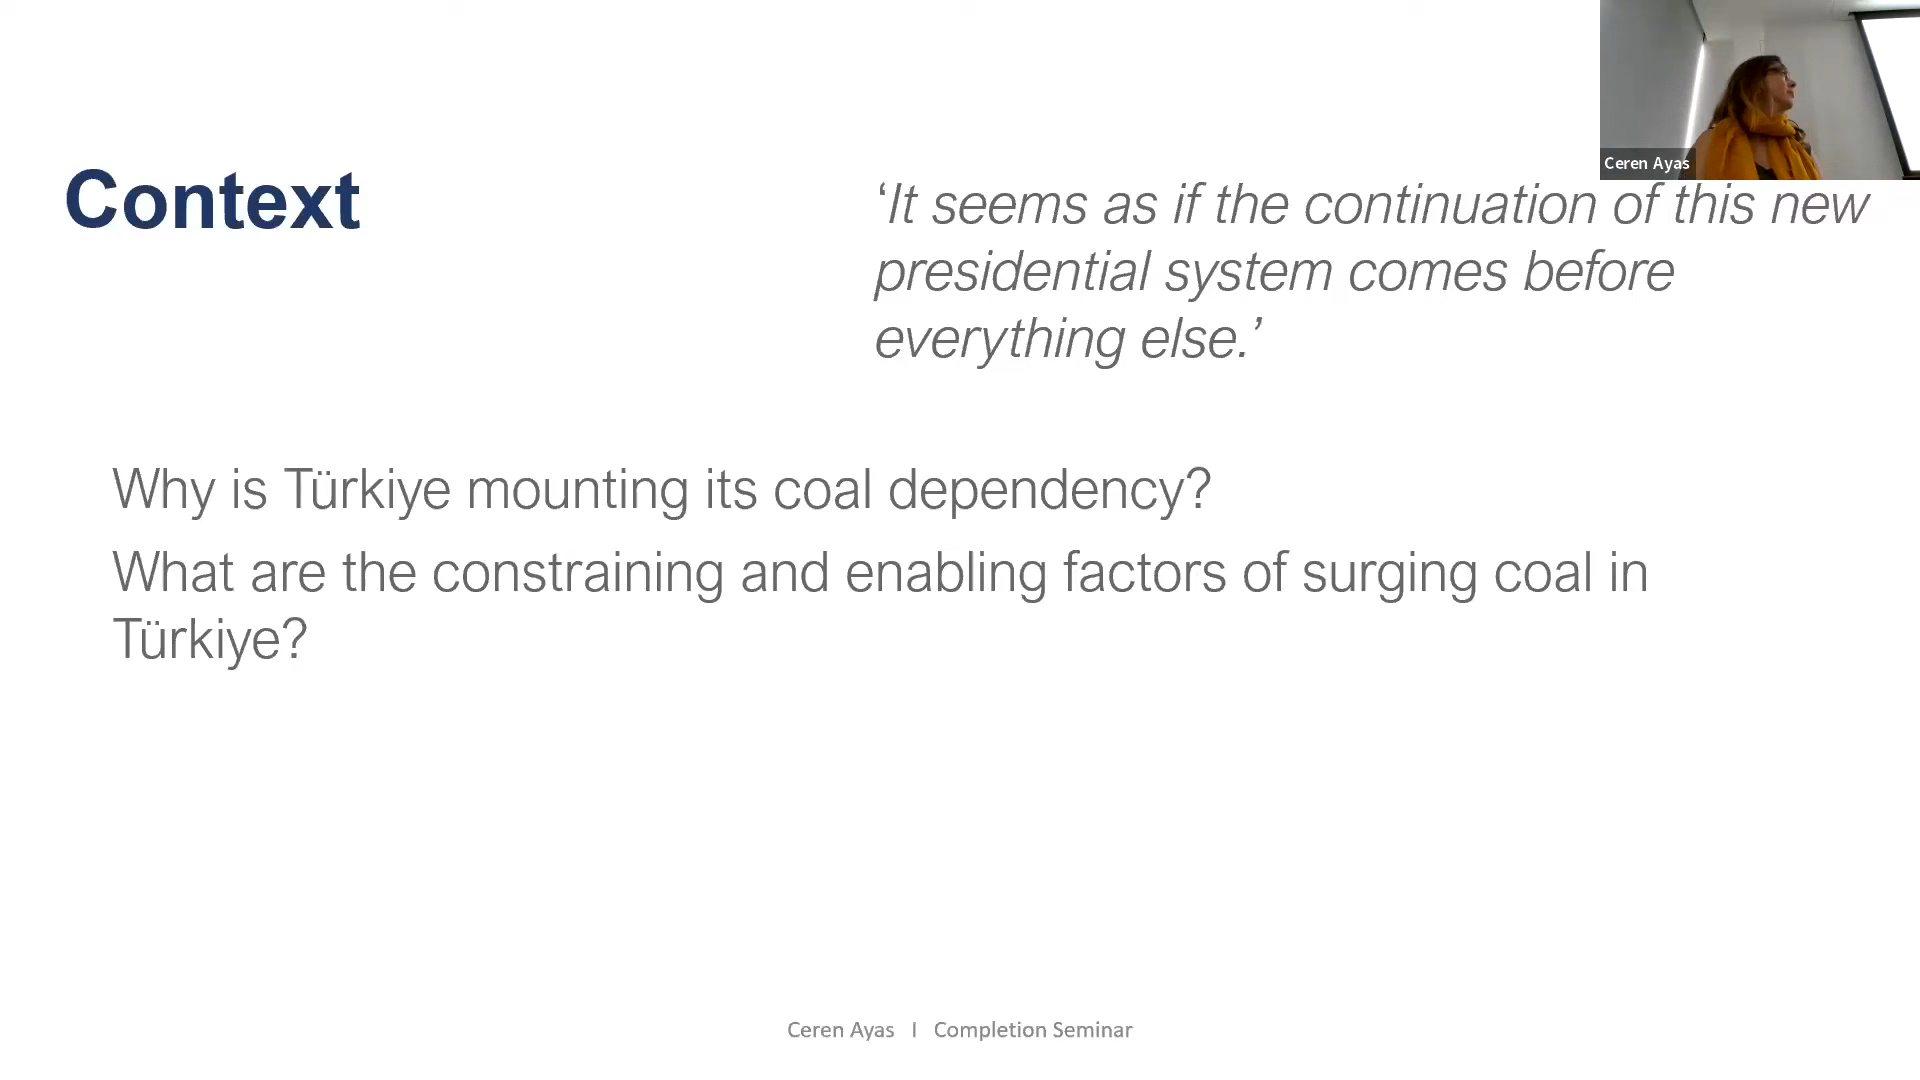 Ceren Ayas
Context
‘It seems as if the continuation of this new
presidential system comes before
everything else.’
Why is Türkiye mounting its coal dependency?
What are the constraining and enabling factors of surging coal in
Türkiye?
Ceren Ayas I Completion Seminar